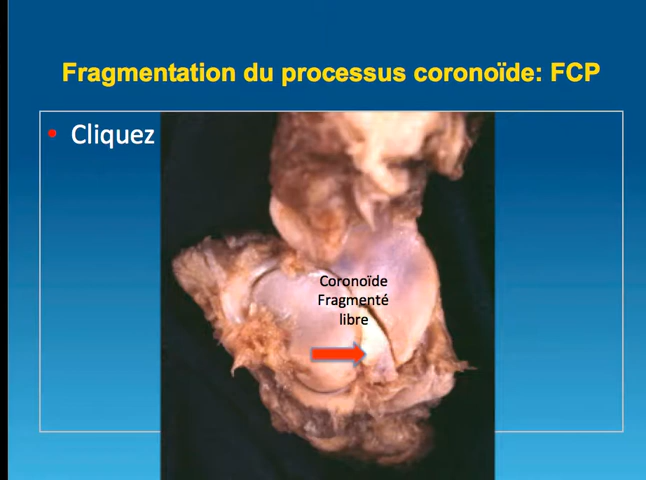 Fragmentation du processus coronoïde: FCP
• Cliquez
Coronoïde
Fragmenté
libre